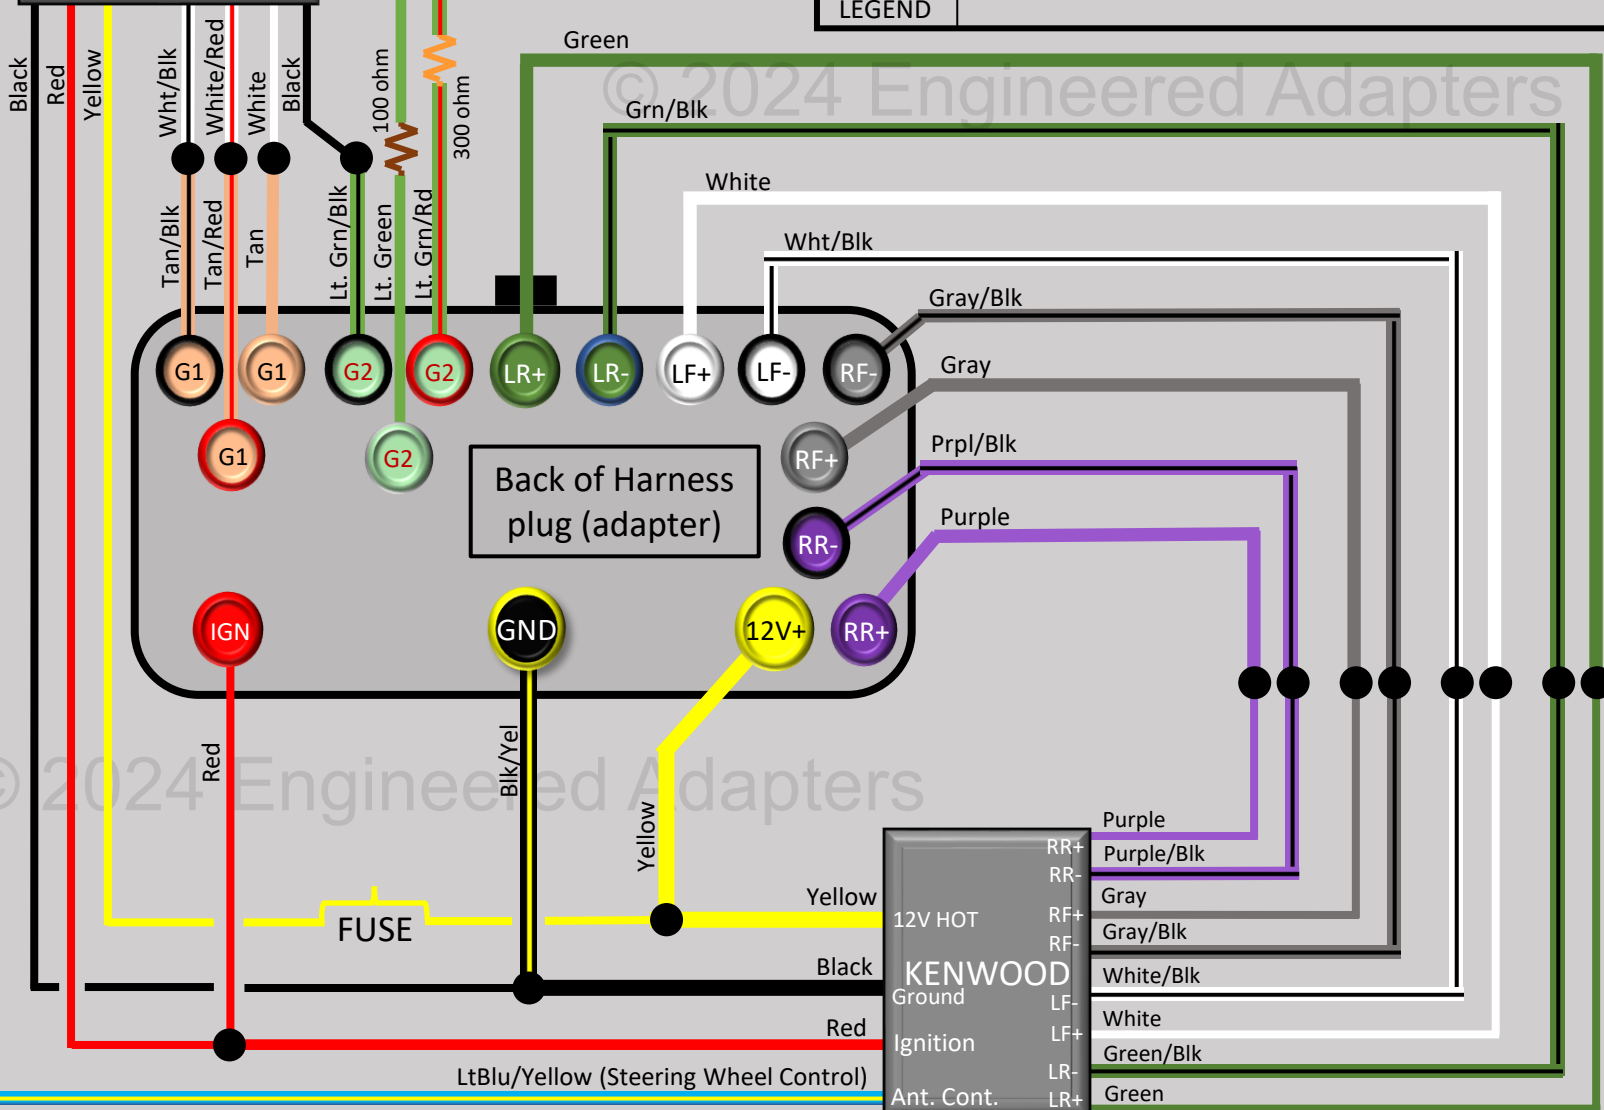 LEGEND
Black
Red
Yellow
Wht/Blk
White/Red
White
Black
100 ohm
300 ohm
Green
© 2024 Engineered Adapters
Grn/Blk
White
Wht/Blk
Gray/Blk
Gray
Prpl/Blk
Purple
Tan/Blk
Tan/Red
Tan
Lt. Grn/Blk
Lt. Green
Lt. Grn/Rd
G1
G1
G2
G2
LR+
LR-
LF+
LF-
RF-
G1
G2
RF+
Back of Harness
plug (adapter)
RR-
IGN
GND
12V+
RR+
Red
Blk/Yel
Yellow
© 2024 Engineered Adapters
FUSE
Yellow
Black
Red
LtBlu/Yellow (Steering Wheel Control)
12V HOT
KENWOOD
Ground
Ignition
Ant. Cont.
RR+
RR-
RF+
RF-
LF-
LF+
LR-
LR+
Purple
Purple/Blk
Gray
Gray/Blk
White/Blk
White
Green/Blk
Green